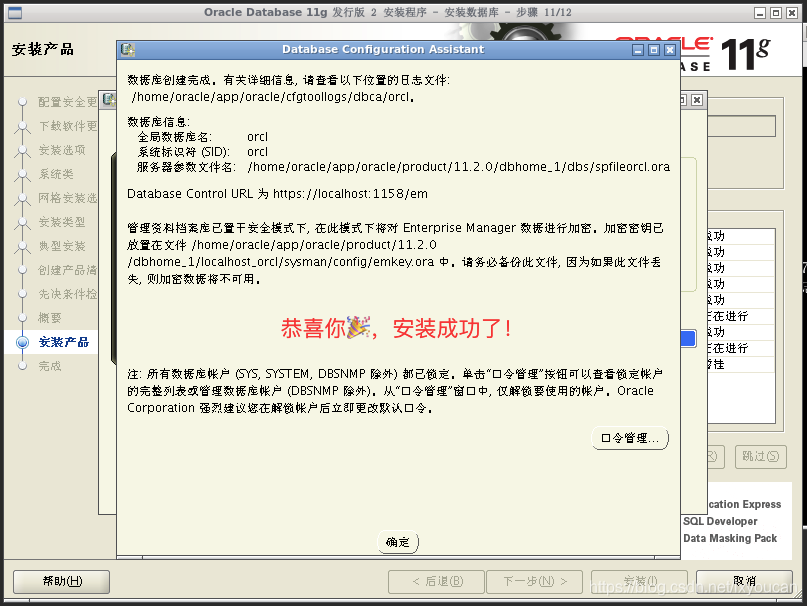 Oracle Database 11g 发行版 2 安装程序 - 安装数据库 - 步骤 11/12
安装产品
11g
配置安全更
下载软件更
安装选项
系统类
网格安装选
安装类型
典型安装
创建产品清
先决条件检
概要
安装产品
完成
Database Configuration Assistant
数据库创建完成。有关详细信息, 请查看以下位置的日志文件:
/home/oracle/app/oracle/cfgtoollogs/dbca/orcl。
数据库信息:
全局数据库名: orcl
系统标识符 (SID): orcl
服务器参数文件名: /home/oracle/app/oracle/product/11.2.0/dbhome_1/dbs/spfileorcl.ora
Database Control URL 为 https://localhost:1158/em
管理资料档案库已置于安全模式下, 在此模式下将对 Enterprise Manager 数据进行加密。加密密钥已
放置在文件 /home/oracle/app/oracle/product/11.2.0
/dbhome_1/localhost_orcl/sysman/config/emkey.ora 中。请务必备份此文件, 因为如果此文件丢
失, 则加密数据将不可用。
恭喜你🎉，安装成功了！
注: 所有数据库帐户 (SYS, SYSTEM, DBSNMP 除外) 都已锁定。单击“口令管理”按钮可以查看锁定帐户
的完整列表或管理数据库帐户 (DBSNMP 除外)。从“口令管理”窗口中, 仅解锁要使用的帐户。Oracle
Corporation 强烈建议您在解锁帐户后立即更改默认口令。
口令管理...
确定
功
功
功
功
功
正在进行
功
正在进行
跳过(S)
cation Express
SQL Developer
Data Masking Pack
帮助(H)
< 后退(B)
下一步(N) >
安装(I)
取消